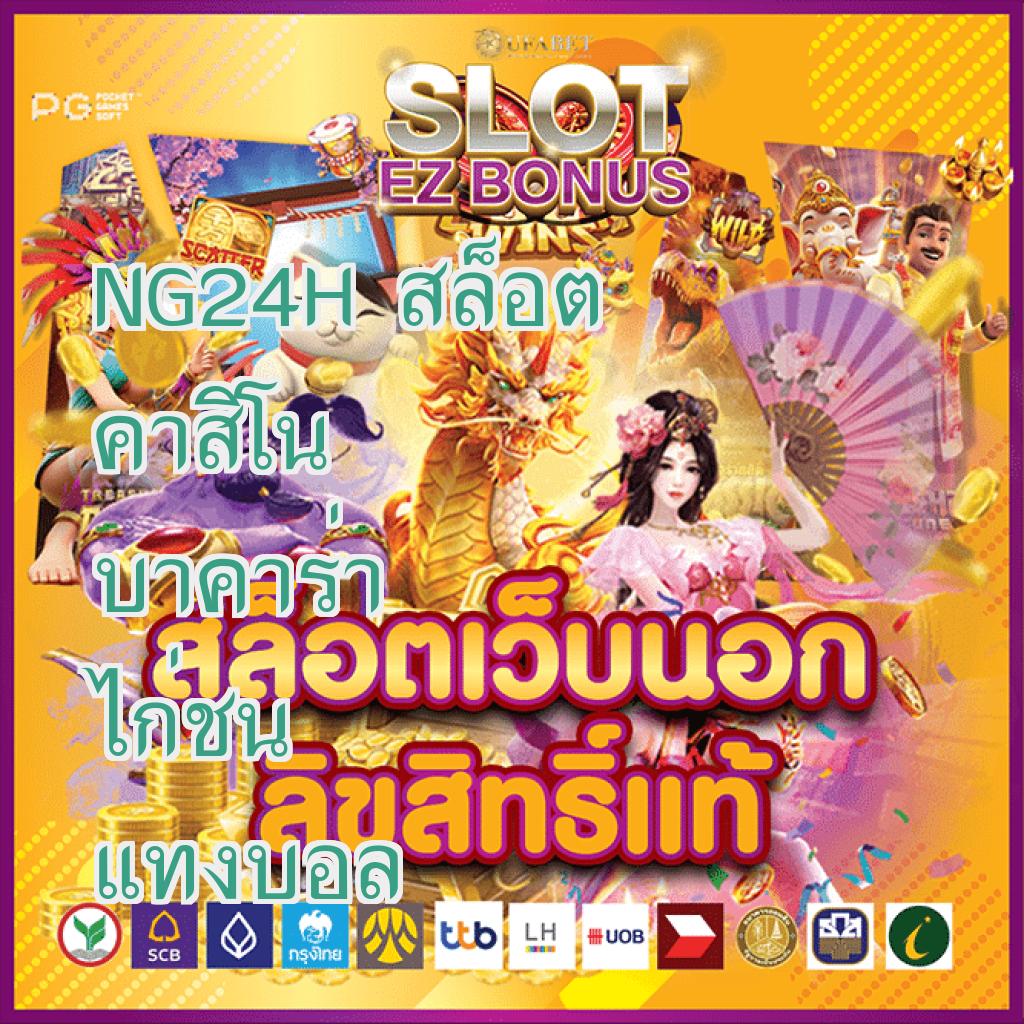 UFABET
PG POCKET GAMES SOFT
SLOT
EZ BONUS
WINS
SCATTER
WILD
NG24H สล็อต
คาสิโน
บาคาร่า
สล็อตเว็บนอก
ไก่ชน
ลิขสิทธิ์แท้
แทงบอล
SCB
กรุงไทย
ttb
LH
UOB